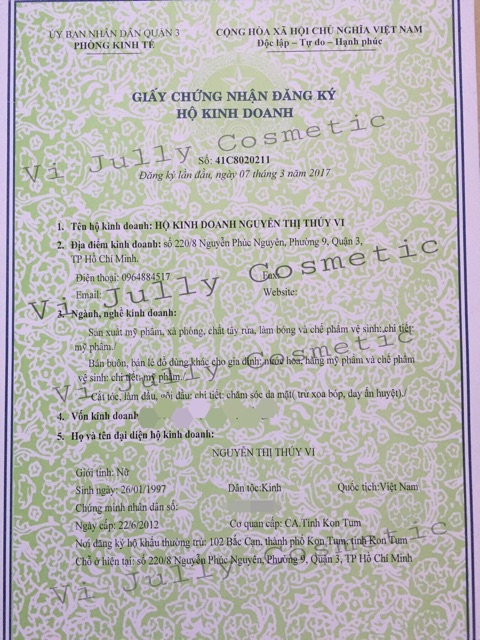 ỦY BAN NHÂN DÂN QUẬN 3
PHÒNG KINH TẾ
CỘNG HÒA XÃ HỘI CHỦ NGHĨA VIỆT NAM
Độc lập – Tự do – Hạnh phúc
GIẤY CHỨNG NHẬN ĐĂNG KÝ
HỘ KINH DOANH
Vi Jully Cosmetic
Số: 41C8020211
Đăng ký lần đầu, ngày 07 tháng 3 năm 2017
1. Tên hộ kinh doanh: HỘ KINH DOANH NGUYỄN THỊ THÚY VI
2. Địa điểm kinh doanh: số 220/8 Nguyễn Phúc Nguyên, Phường 9, Quận 3,
TP Hồ Chí Minh.
Điện thoại: 0964884517 Fax:
Vi Jully Cosmetic
Email: Website:
3. Ngành, nghề kinh doanh:
Sản xuất mỹ phẩm, xà phòng, chất tẩy rửa, làm bóng và chế phẩm vệ sinh: chi tiết:
mỹ phẩm./
Bán buôn, bán lẻ đồ dùng khác cho gia đình: nước hoa, hàng mỹ phẩm và chế phẩm
vệ sinh: chi tiết: mỹ phẩm./
Vi Jully Cosmetic
Cắt tóc, làm đầu, gội đầu: chi tiết: chăm sóc da mặt( trừ xoa bóp, day ấn huyệt)./
4. Vốn kinh doanh
5. Họ và tên đại diện hộ kinh doanh:
NGUYỄN THỊ THÚY VI
Giới tính: Nữ
Sinh ngày: 26/01/1997 Dân tộc:Kinh Quốc tịch:Việt Nam
Chứng minh nhân dân số:
Ngày cấp: 22/6/2012 Cơ quan cấp: CA.Tỉnh Kon Tum
Nơi đăng ký hộ khẩu thường trú: 102 Bắc Cạn, thành phố Kon Tum, tỉnh Kon Tum
Chỗ ở hiện tại: số 220/8 Nguyễn Phúc Nguyên, Phường 9, Quận 3, TP Hồ Chí Minh
Vi Jully Cosmetic